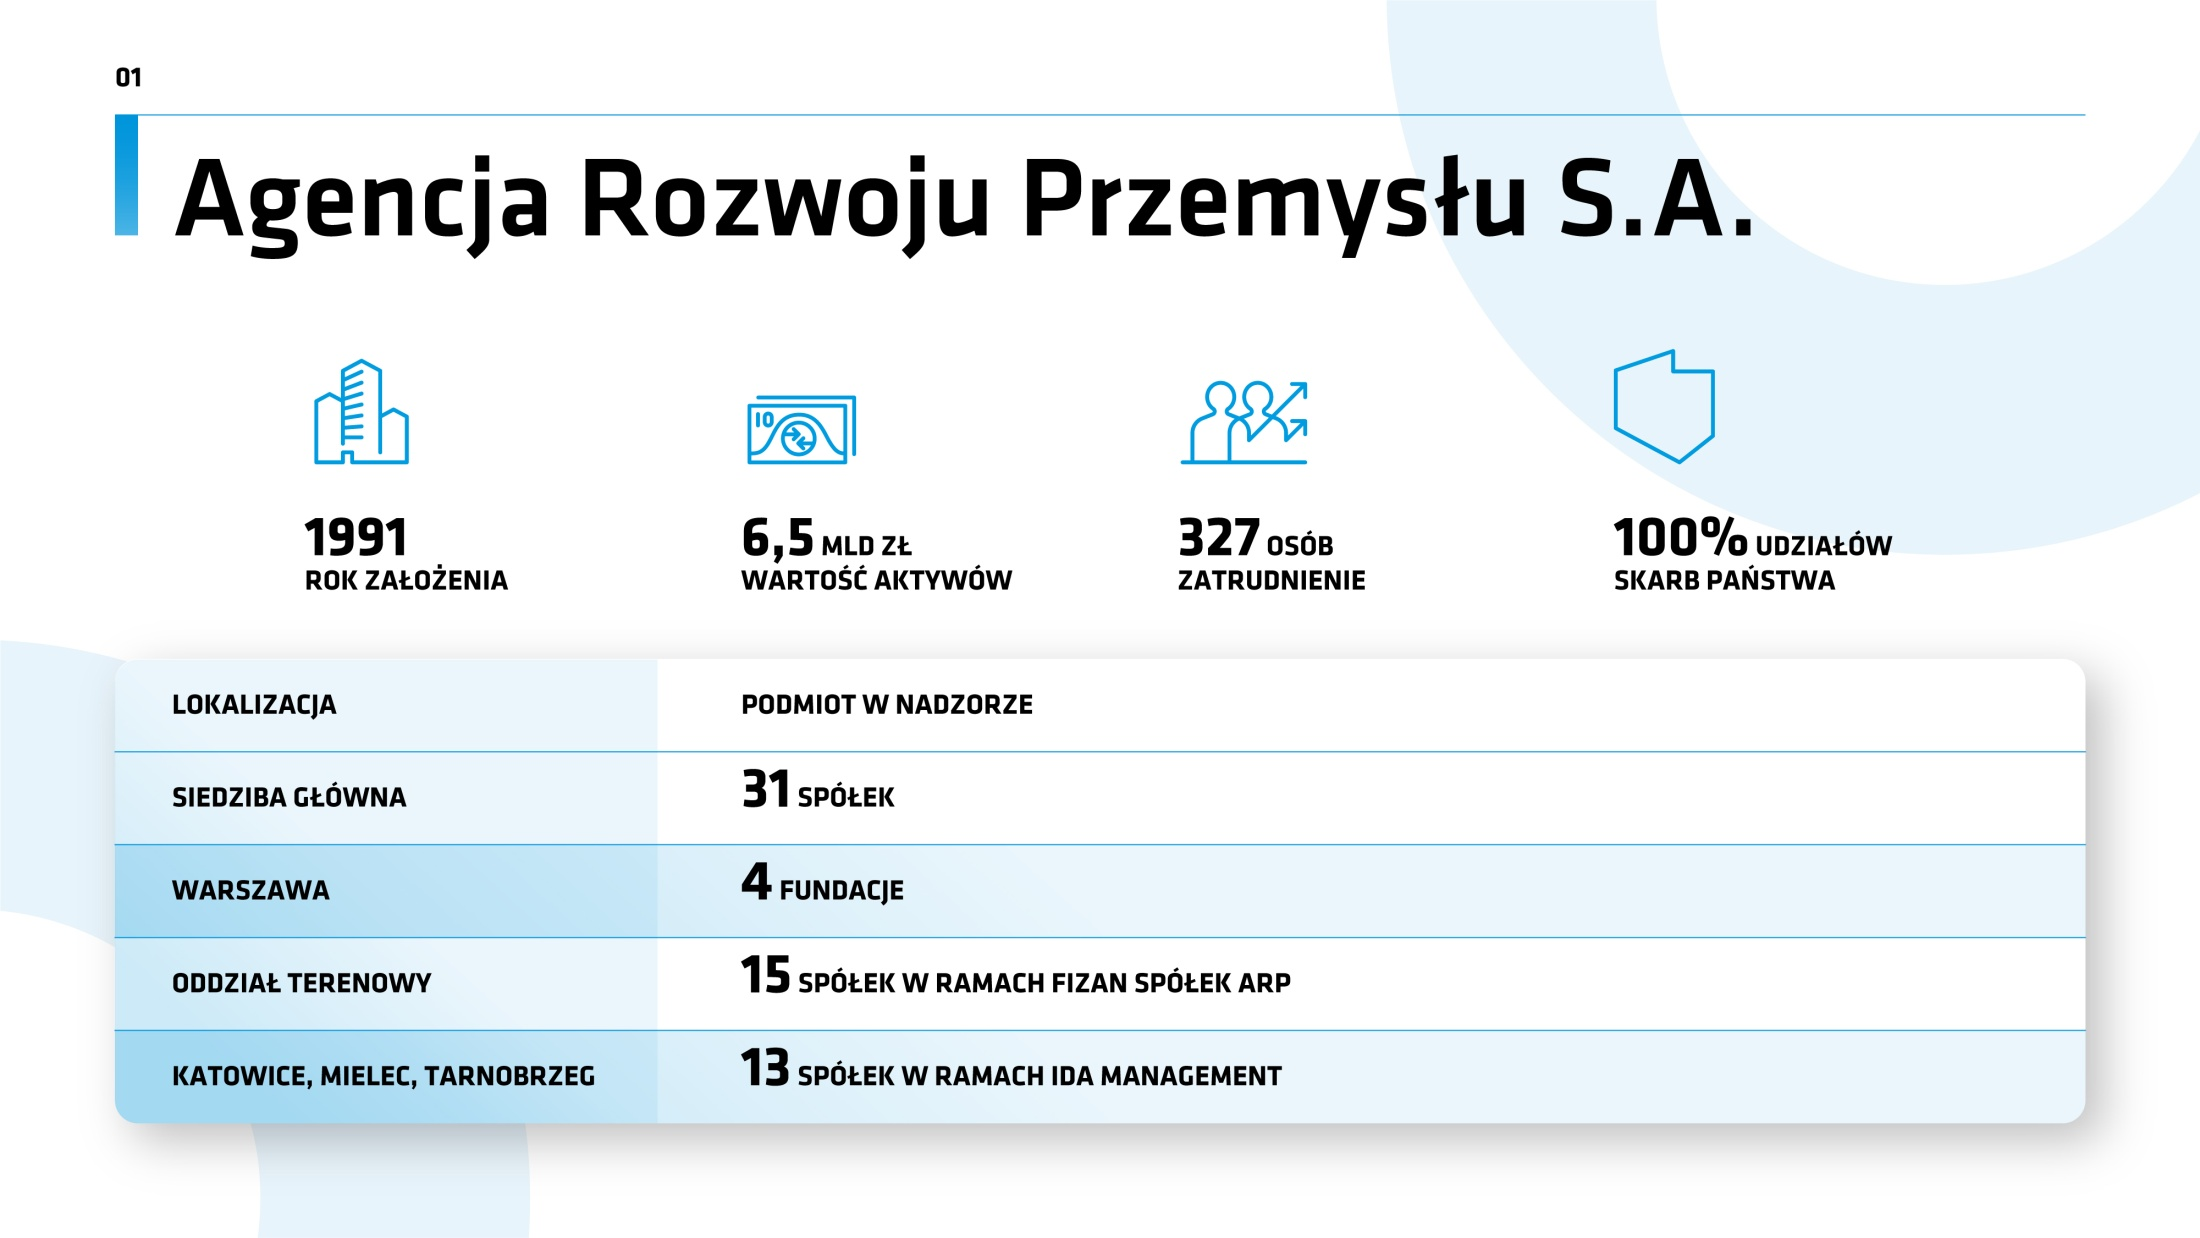 01
Agencja Rozwoju Przemysłu S.A.
10
1991
ROK ZAŁOŻENIA
6,5 MLD ZŁ
WARTOŚĆ AKTYWÓW
327 OSÓB
ZATRUDNIENIE
100% UDZIAŁÓW
SKARB PAŃSTWA
LOKALIZACJA
PODMIOT W NADZORZE
SIEDZIBA GŁÓWNA
31 SPÓŁEK
WARSZAWA
4 FUNDACJE
ODDZIAŁ TERENOWY
15 SPÓŁEK W RAMACH FIZAN SPÓŁEK ARP
KATOWICE, MIELEC, TARNOBRZEG
13 SPÓŁEK W RAMACH IDA MANAGEMENT